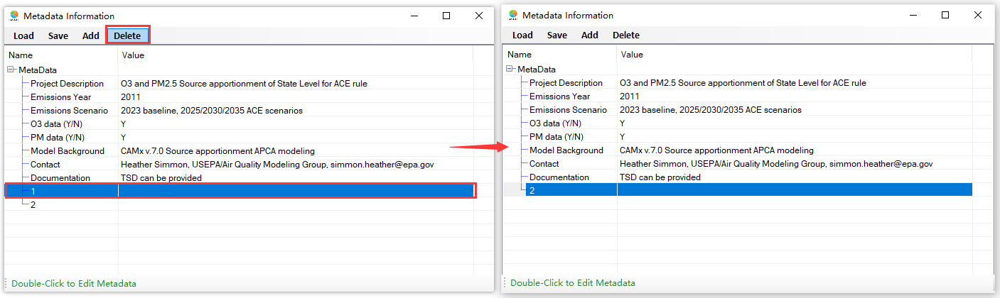 Metadata Information
Load Save Add Delete
Name Value
MetaData
Project Description O3 and PM2.5 Source apportionment of State Level for ACE rule
Emissions Year 2011
Emissions Scenario 2023 baseline, 2025/2030/2035 ACE scenarios
O3 data (Y/N) Y
PM data (Y/N) Y
Model Background CAMx v.7.0 Source apportionment APCA modeling
Contact Heather Simmon, USEPA/Air Quality Modeling Group, simmon.heather@epa.gov
Documentation TSD can be provided
1
2
Double-Click to Edit Metadata
Metadata Information
Load Save Add Delete
Name Value
MetaData
Project Description O3 and PM2.5 Source apportionment of State Level for ACE rule
Emissions Year 2011
Emissions Scenario 2023 baseline, 2025/2030/2035 ACE scenarios
O3 data (Y/N) Y
PM data (Y/N) Y
Model Background CAMx v.7.0 Source apportionment APCA modeling
Contact Heather Simmon, USEPA/Air Quality Modeling Group, simmon.heather@epa.gov
Documentation TSD can be provided
2
Double-Click to Edit Metadata